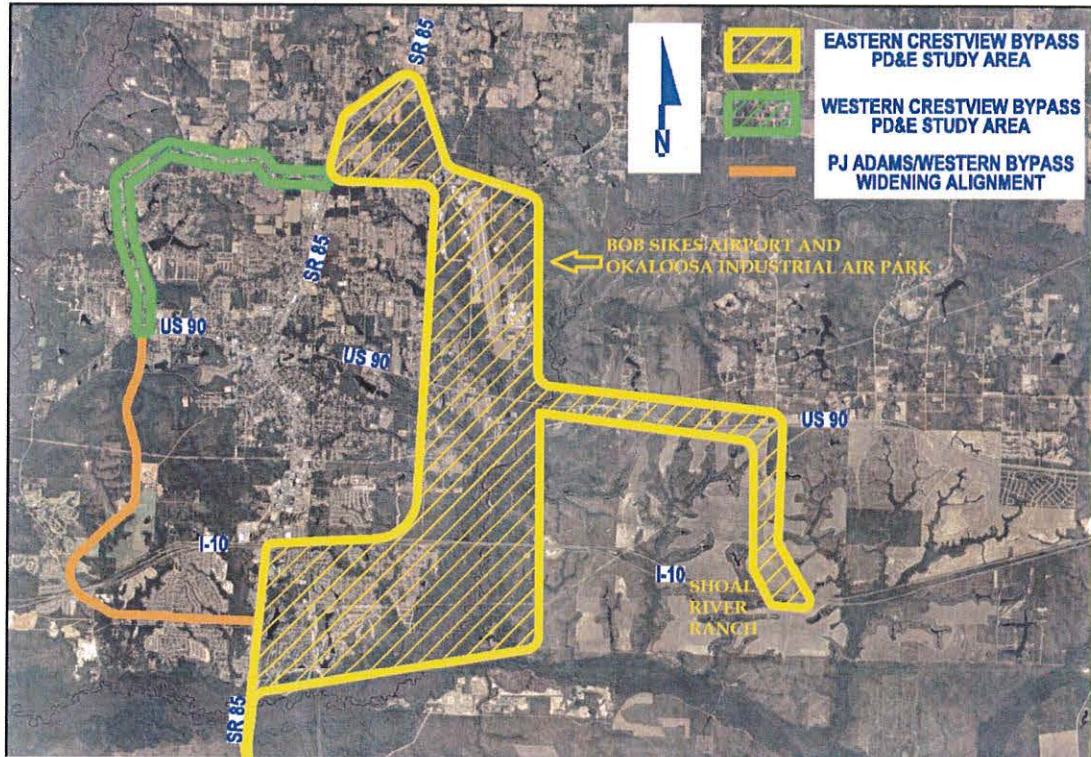 SR 85
N
EASTERN CRESTVIEW BYPASS
PD&E STUDY AREA
WESTERN CRESTVIEW BYPASS
PD&E STUDY AREA
PJ ADAMS/WESTERN BYPASS
WIDENING ALIGNMENT
SR 85
BOB SIKES AIRPORT AND
OKALOOSA INDUSTRIAL AIR PARK
US 90
US 90
US 90
I-10
I-10
SHOAL
RIVER
RANCH
SR 85